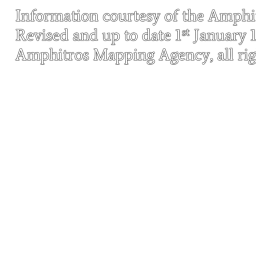 Information courtesy of the Amphi
Revised and up to date 1st January 1
Amphitros Mapping Agency, all rig